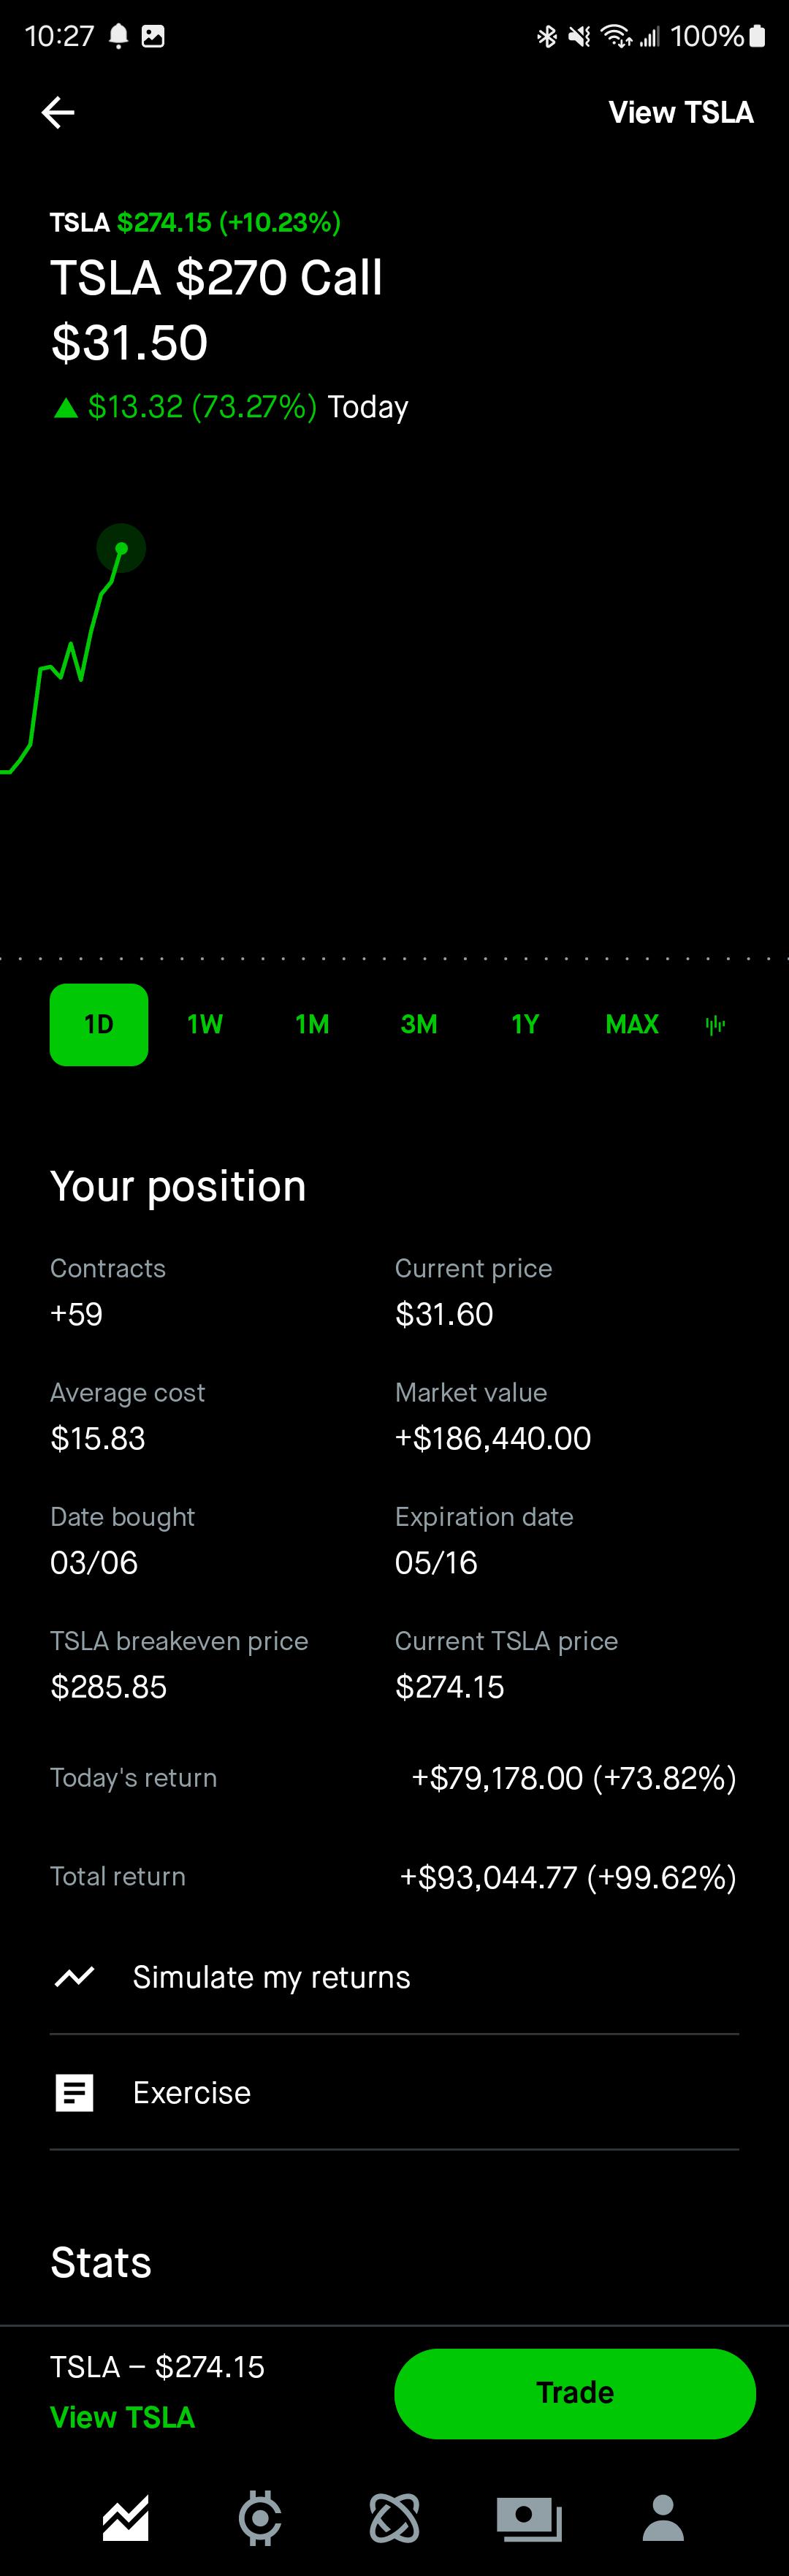 10:27 100%
View TSLA
TSLA $274.15 (+10.23%)
TSLA $270 Call
$31.50
▲ $13.32 (73.27%) Today
1D 1W 1M 3M 1Y MAX
Your position
Contracts Current price
+59 $31.60
Average cost Market value
$15.83 +$186,440.00
Date bought Expiration date
03/06 05/16
TSLA breakeven price Current TSLA price
$285.85 $274.15
Today's return +$79,178.00 (+73.82%)
Total return +$93,044.77 (+99.62%)
Simulate my returns
Exercise
Stats
TSLA – $274.15
View TSLA
Trade